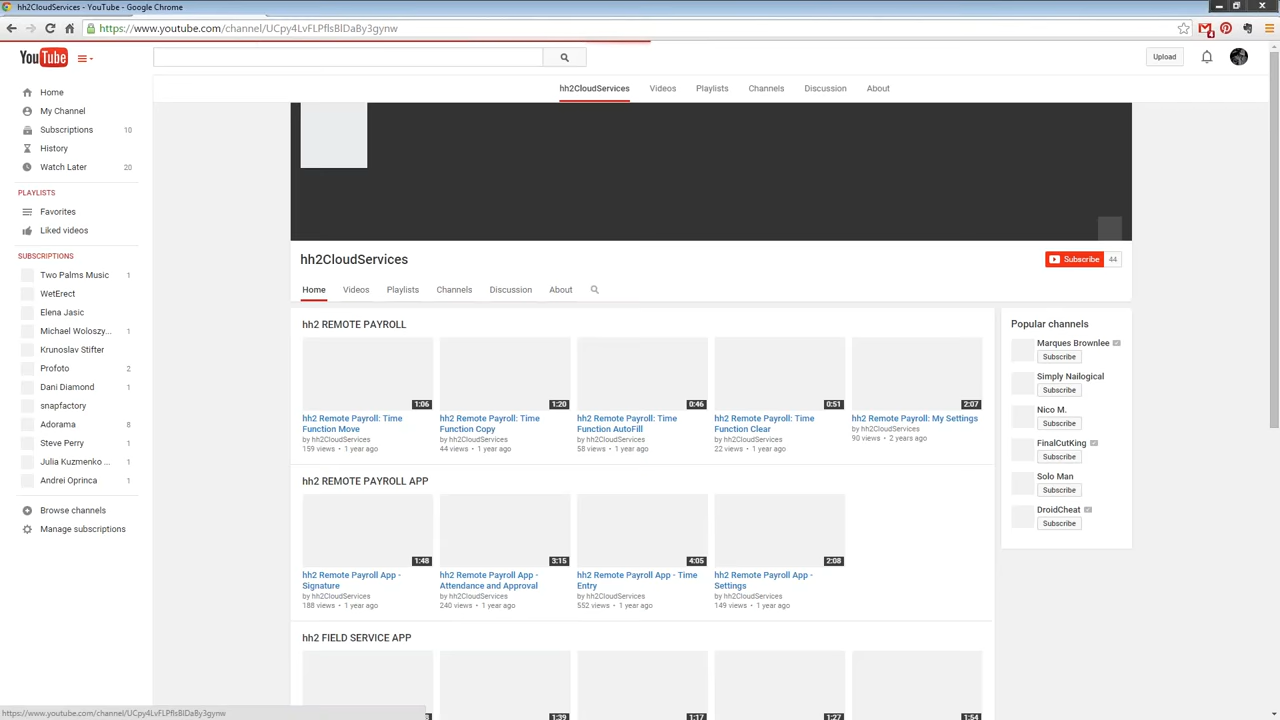 hh2CloudServices - YouTube - Google Chrome
https://www.youtube.com/channel/UCpy4LvFLPflsBlDaBy3gynw
4
YouTube
Upload
hh2CloudServices Videos Playlists Channels Discussion About
Home
My Channel
Subscriptions 10
History
Watch Later 20
PLAYLISTS
Favorites
Liked videos
SUBSCRIPTIONS
Two Palms Music 1
WetErect
Elena Jasic
Michael Woloszy... 1
Krunoslav Stifter
Profoto 2
Dani Diamond 1
snapfactory
Adorama 8
Steve Perry 1
Julia Kuzmenko ... 1
Andrei Oprinca 1
Browse channels
Manage subscriptions
hh2CloudServices
Subscribe 44
Home Videos Playlists Channels Discussion About
hh2 REMOTE PAYROLL
1:06
hh2 Remote Payroll: Time
Function Move
by hh2CloudServices
159 views • 1 year ago
1:20
hh2 Remote Payroll: Time
Function Copy
by hh2CloudServices
44 views • 1 year ago
0:46
hh2 Remote Payroll: Time
Function AutoFill
by hh2CloudServices
58 views • 1 year ago
0:51
hh2 Remote Payroll: Time
Function Clear
by hh2CloudServices
22 views • 1 year ago
2:07
hh2 Remote Payroll: My Settings
by hh2CloudServices
90 views • 2 years ago
hh2 REMOTE PAYROLL APP
1:48
hh2 Remote Payroll App -
Signature
by hh2CloudServices
188 views • 1 year ago
3:15
hh2 Remote Payroll App -
Attendance and Approval
by hh2CloudServices
240 views • 1 year ago
4:05
hh2 Remote Payroll App - Time
Entry
by hh2CloudServices
552 views • 1 year ago
2:08
hh2 Remote Payroll App -
Settings
by hh2CloudServices
149 views • 1 year ago
hh2 FIELD SERVICE APP
1:39
1:17
1:27
1:54
Popular channels
Marques Brownlee
Subscribe
Simply Nailogical
Subscribe
Nico M.
Subscribe
FinalCutKing
Subscribe
Solo Man
Subscribe
DroidCheat
Subscribe
https://www.youtube.com/channel/UCpy4LvFLPflsBlDaBy3gynw